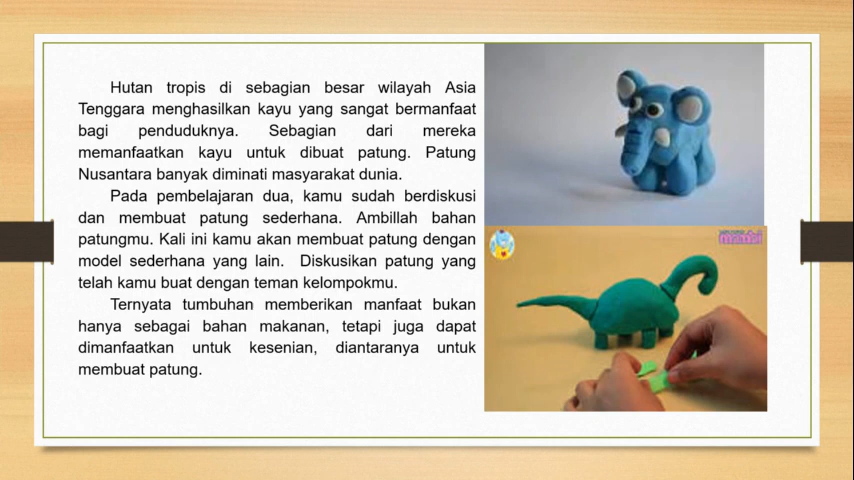 Hutan tropis di sebagian besar wilayah Asia
Tenggara menghasilkan kayu yang sangat bermanfaat
bagi penduduknya. Sebagian dari mereka
memanfaatkan kayu untuk dibuat patung. Patung
Nusantara banyak diminati masyarakat dunia.
Pada pembelajaran dua, kamu sudah berdiskusi
dan membuat patung sederhana. Ambillah bahan
patungmu. Kali ini kamu akan membuat patung dengan
model sederhana yang lain. Diskusikan patung yang
telah kamu buat dengan teman kelompokmu.
Ternyata tumbuhan memberikan manfaat bukan
hanya sebagai bahan makanan, tetapi juga dapat
dimanfaatkan untuk kesenian, diantaranya untuk
membuat patung.